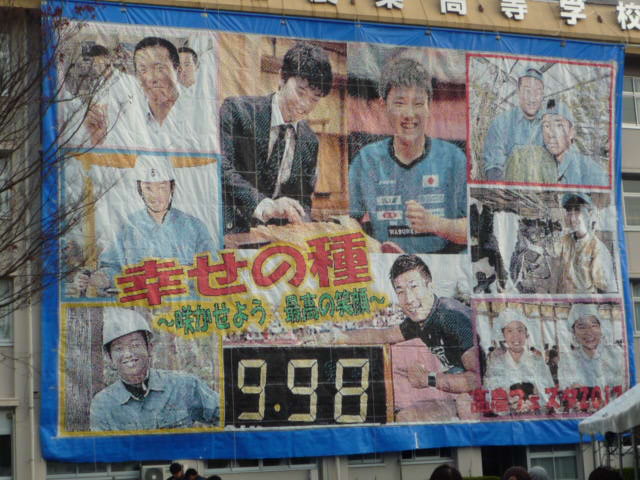 業高等学校
幸せの種
～咲かせよう 最高の笑顔～
9.98